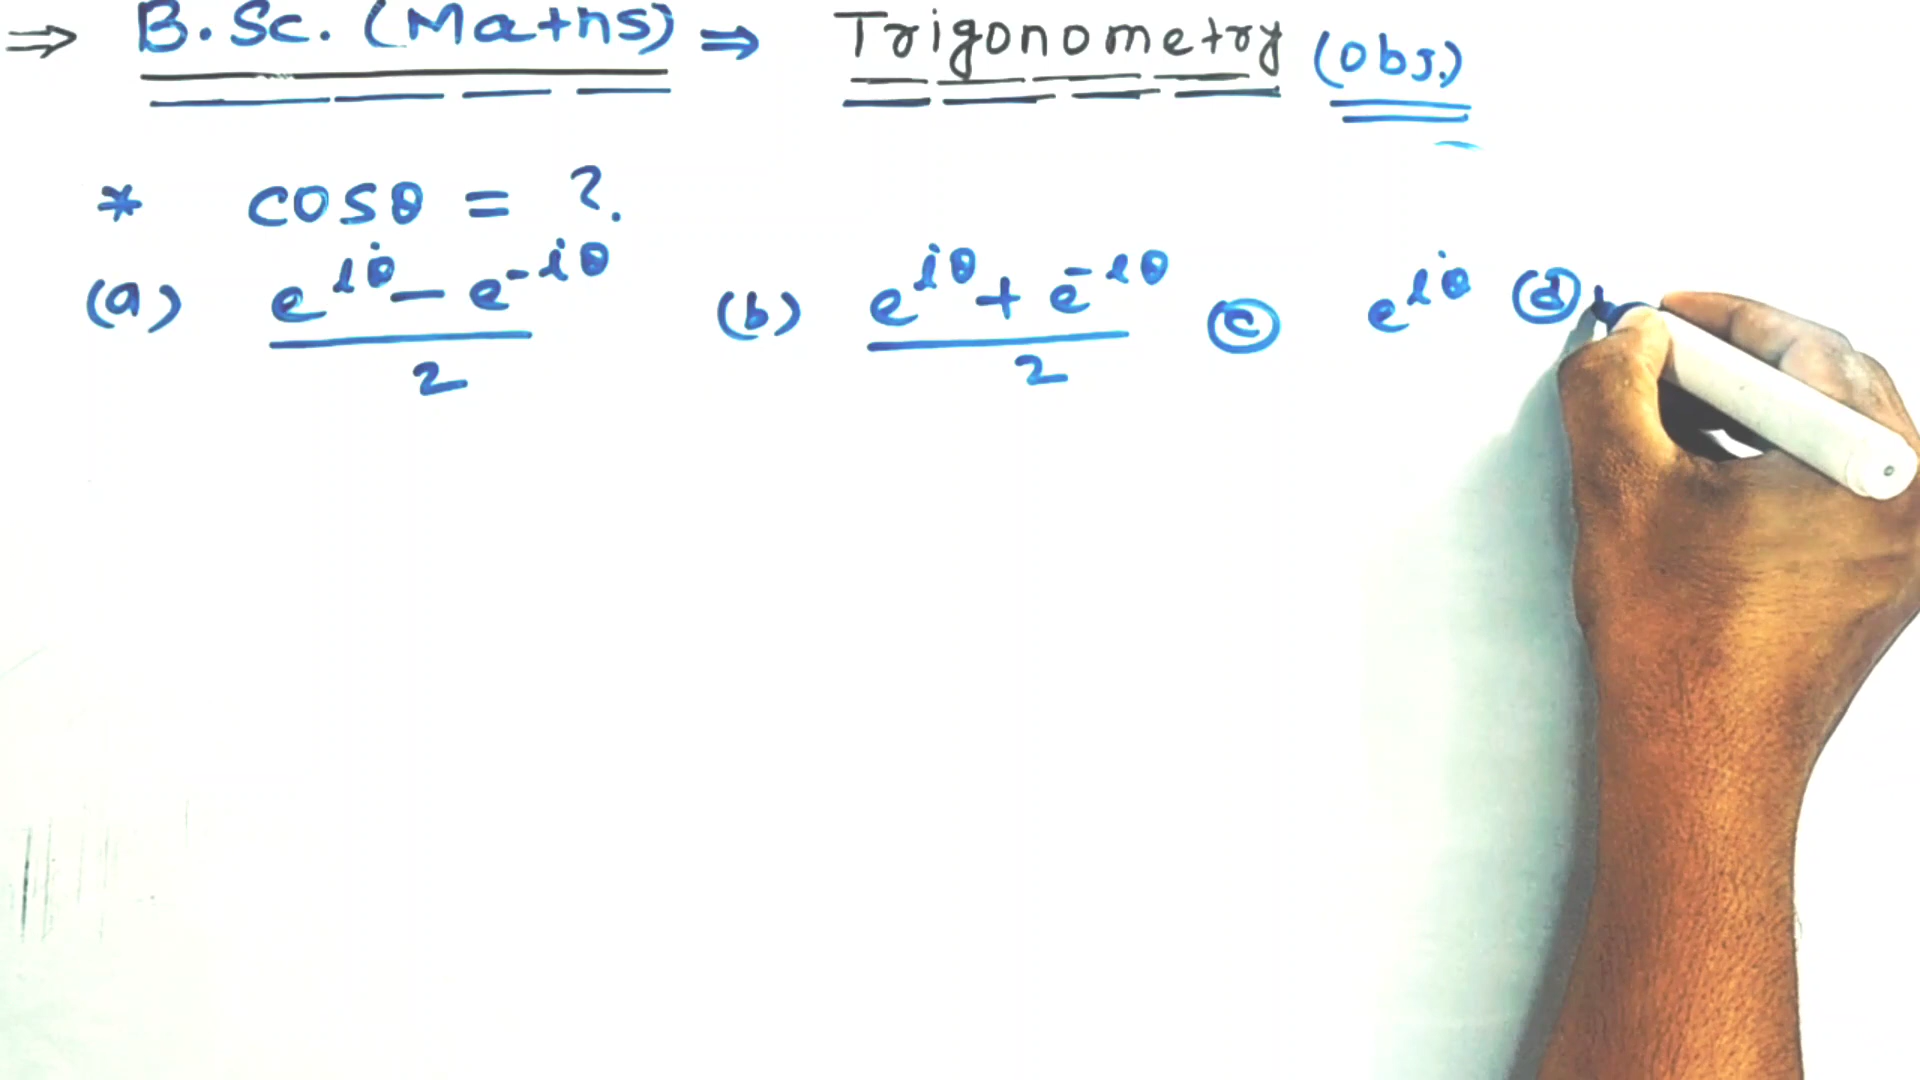 ⇒ B.Sc. (Maths) ⇒ Trigonometry (Obj.)
* cosθ = ?.
(a) (e^{iθ} - e^{-iθ})/2 (b) (e^{iθ} + e^{-iθ})/2 (c) e^{iθ} (d)